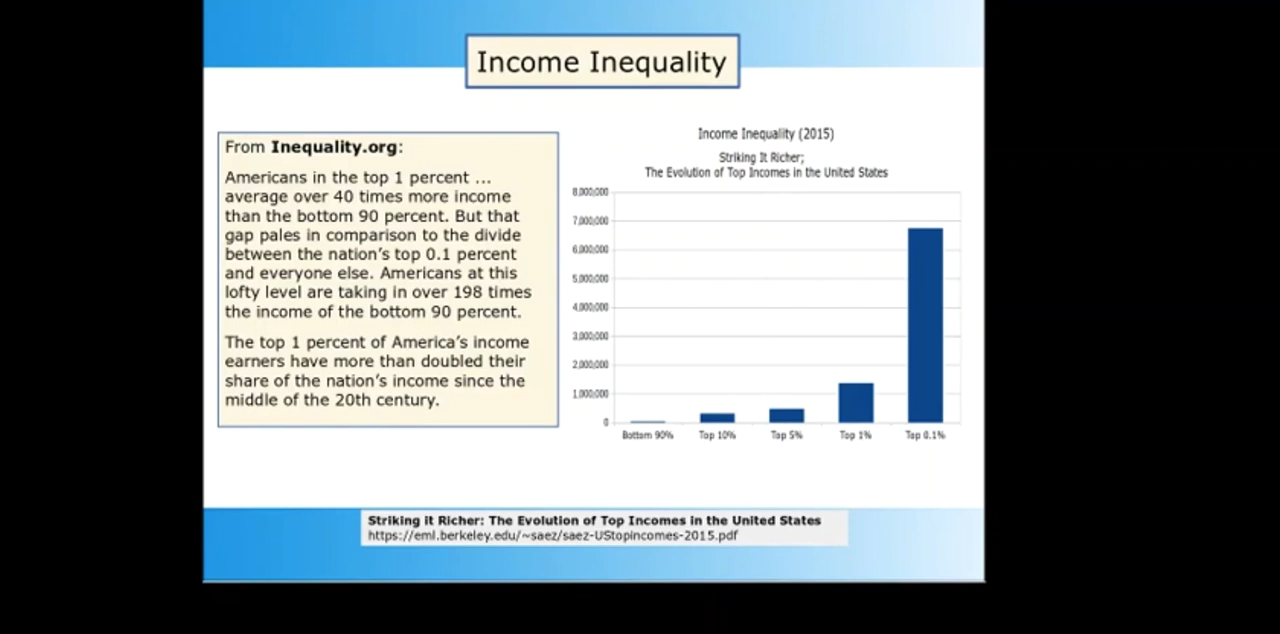 Income Inequality
From Inequality.org:
Americans in the top 1 percent ...
average over 40 times more income
than the bottom 90 percent. But that
gap pales in comparison to the divide
between the nation's top 0.1 percent
and everyone else. Americans at this
lofty level are taking in over 198 times
the income of the bottom 90 percent.
The top 1 percent of America's income
earners have more than doubled their
share of the nation's income since the
middle of the 20th century.
Income Inequality (2015)
Striking It Richer;
The Evolution of Top Incomes in the United States
8,000,000
7,000,000
6,000,000
5,000,000
4,000,000
3,000,000
2,000,000
1,000,000
0
Bottom 90% Top 10% Top 5% Top 1% Top 0.1%
Striking it Richer: The Evolution of Top Incomes in the United States
https://eml.berkeley.edu/~saez/saez-UStopincomes-2015.pdf